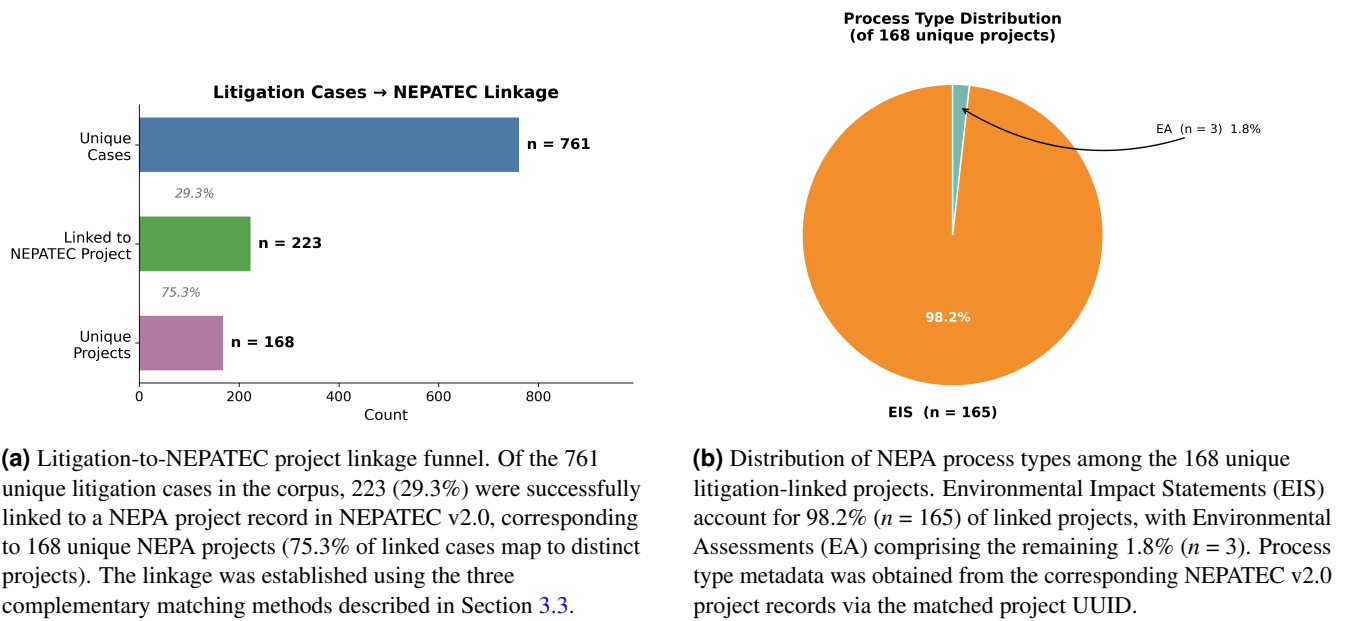 Litigation Cases → NEPATEC Linkage
Unique
Cases
n = 761
29.3%
Linked to
NEPATEC Project
n = 223
75.3%
Unique
Projects
n = 168
0 200 400 600 800
Count
(a) Litigation-to-NEPATEC project linkage funnel. Of the 761
unique litigation cases in the corpus, 223 (29.3%) were successfully
linked to a NEPA project record in NEPATEC v2.0, corresponding
to 168 unique NEPA projects (75.3% of linked cases map to distinct
projects). The linkage was established using the three
complementary matching methods described in Section 3.3.
Process Type Distribution
(of 168 unique projects)
EA (n = 3) 1.8%
98.2%
EIS (n = 165)
(b) Distribution of NEPA process types among the 168 unique
litigation-linked projects. Environmental Impact Statements (EIS)
account for 98.2% (n = 165) of linked projects, with Environmental
Assessments (EA) comprising the remaining 1.8% (n = 3). Process
type metadata was obtained from the corresponding NEPATEC v2.0
project records via the matched project UUID.